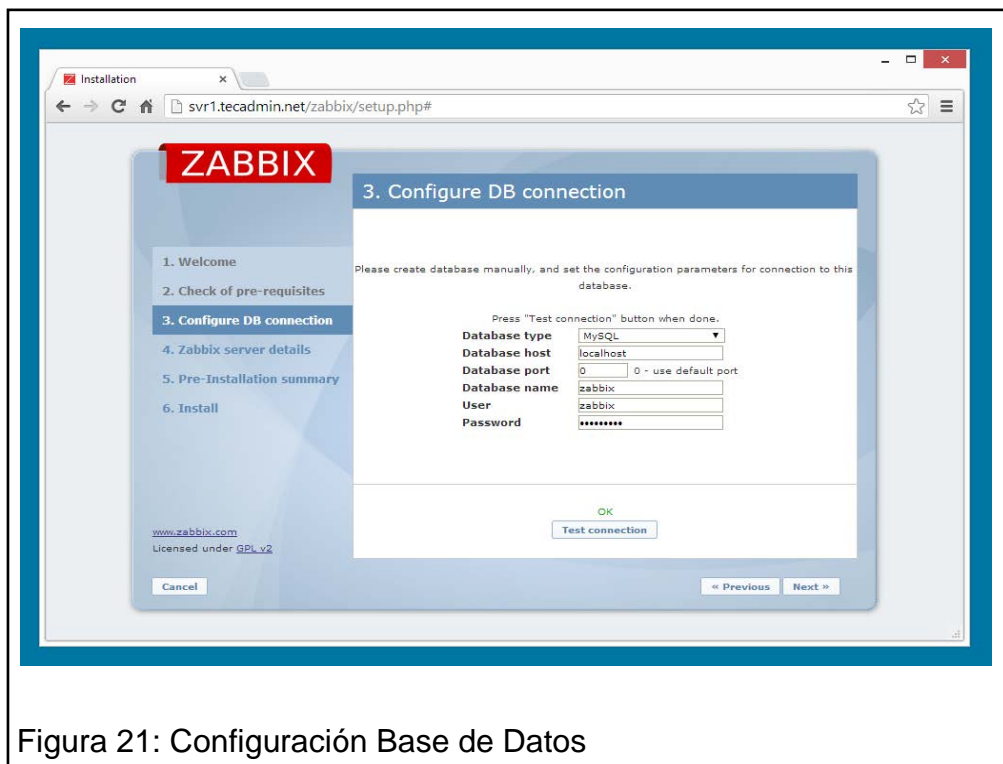 Installation
svr1.tecadmin.net/zabbix/setup.php#
ZABBIX
3. Configure DB connection
1. Welcome
2. Check of pre-requisites
3. Configure DB connection
4. Zabbix server details
5. Pre-Installation summary
6. Install
Please create database manually, and set the configuration parameters for connection to this
database.
Press "Test connection" button when done.
Database type MySQL
Database host localhost
Database port 0 0 - use default port
Database name zabbix
User zabbix
Password •••••••••
OK
Test connection
www.zabbix.com
Licensed under GPL v2
Cancel
« Previous Next »
Figura 21: Configuración Base de Datos